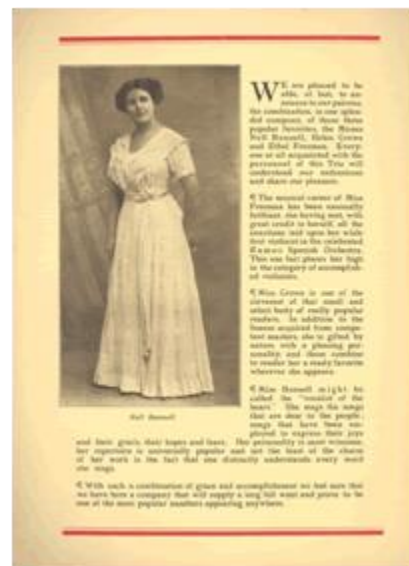 WE are pleased to be
able, at last, to an-
nounce to our patrons,
the combination, in one splen-
did company, of those three
popular favorites, the Misses
Nell Bunnell, Helen Green
and Ethel Freeman. Every-
one at all acquainted with the
personnel of this Trio will
understand our enthusiasm
and share our pleasure.
¶ The musical career of Miss
Freeman has been unusually
brilliant, she having met, with
great credit to herself, all the
exactions laid upon her while
first violinist in the celebrated
Ramos Spanish Orchestra.
This one fact places her high
in the category of accomplish-
ed violinists.
¶ Miss Green is one of the
cleverest of that small and
select body of really popular
readers. In addition to the
finesse acquired from compe-
tent masters, she is gifted by
nature with a pleasing per-
sonality, and these combine
to render her a ready favorite
wherever she appears.
¶ Miss Bunnell might be
called the "vocalist of the
heart." She sings the songs
that are dear to the people,
songs that have been em-
ployed to express their joys
and their griefs, their hopes and fears. Her personality is most winsome,
her repertoire is universally popular and not the least of the charm
of her work is the fact that one distinctly understands every word
she sings.
¶ With such a combination of grace and accomplishment we feel sure that
we have here a company that will supply a long felt want and prove to be
one of the most popular numbers appearing anywhere.
Nell Bunnell